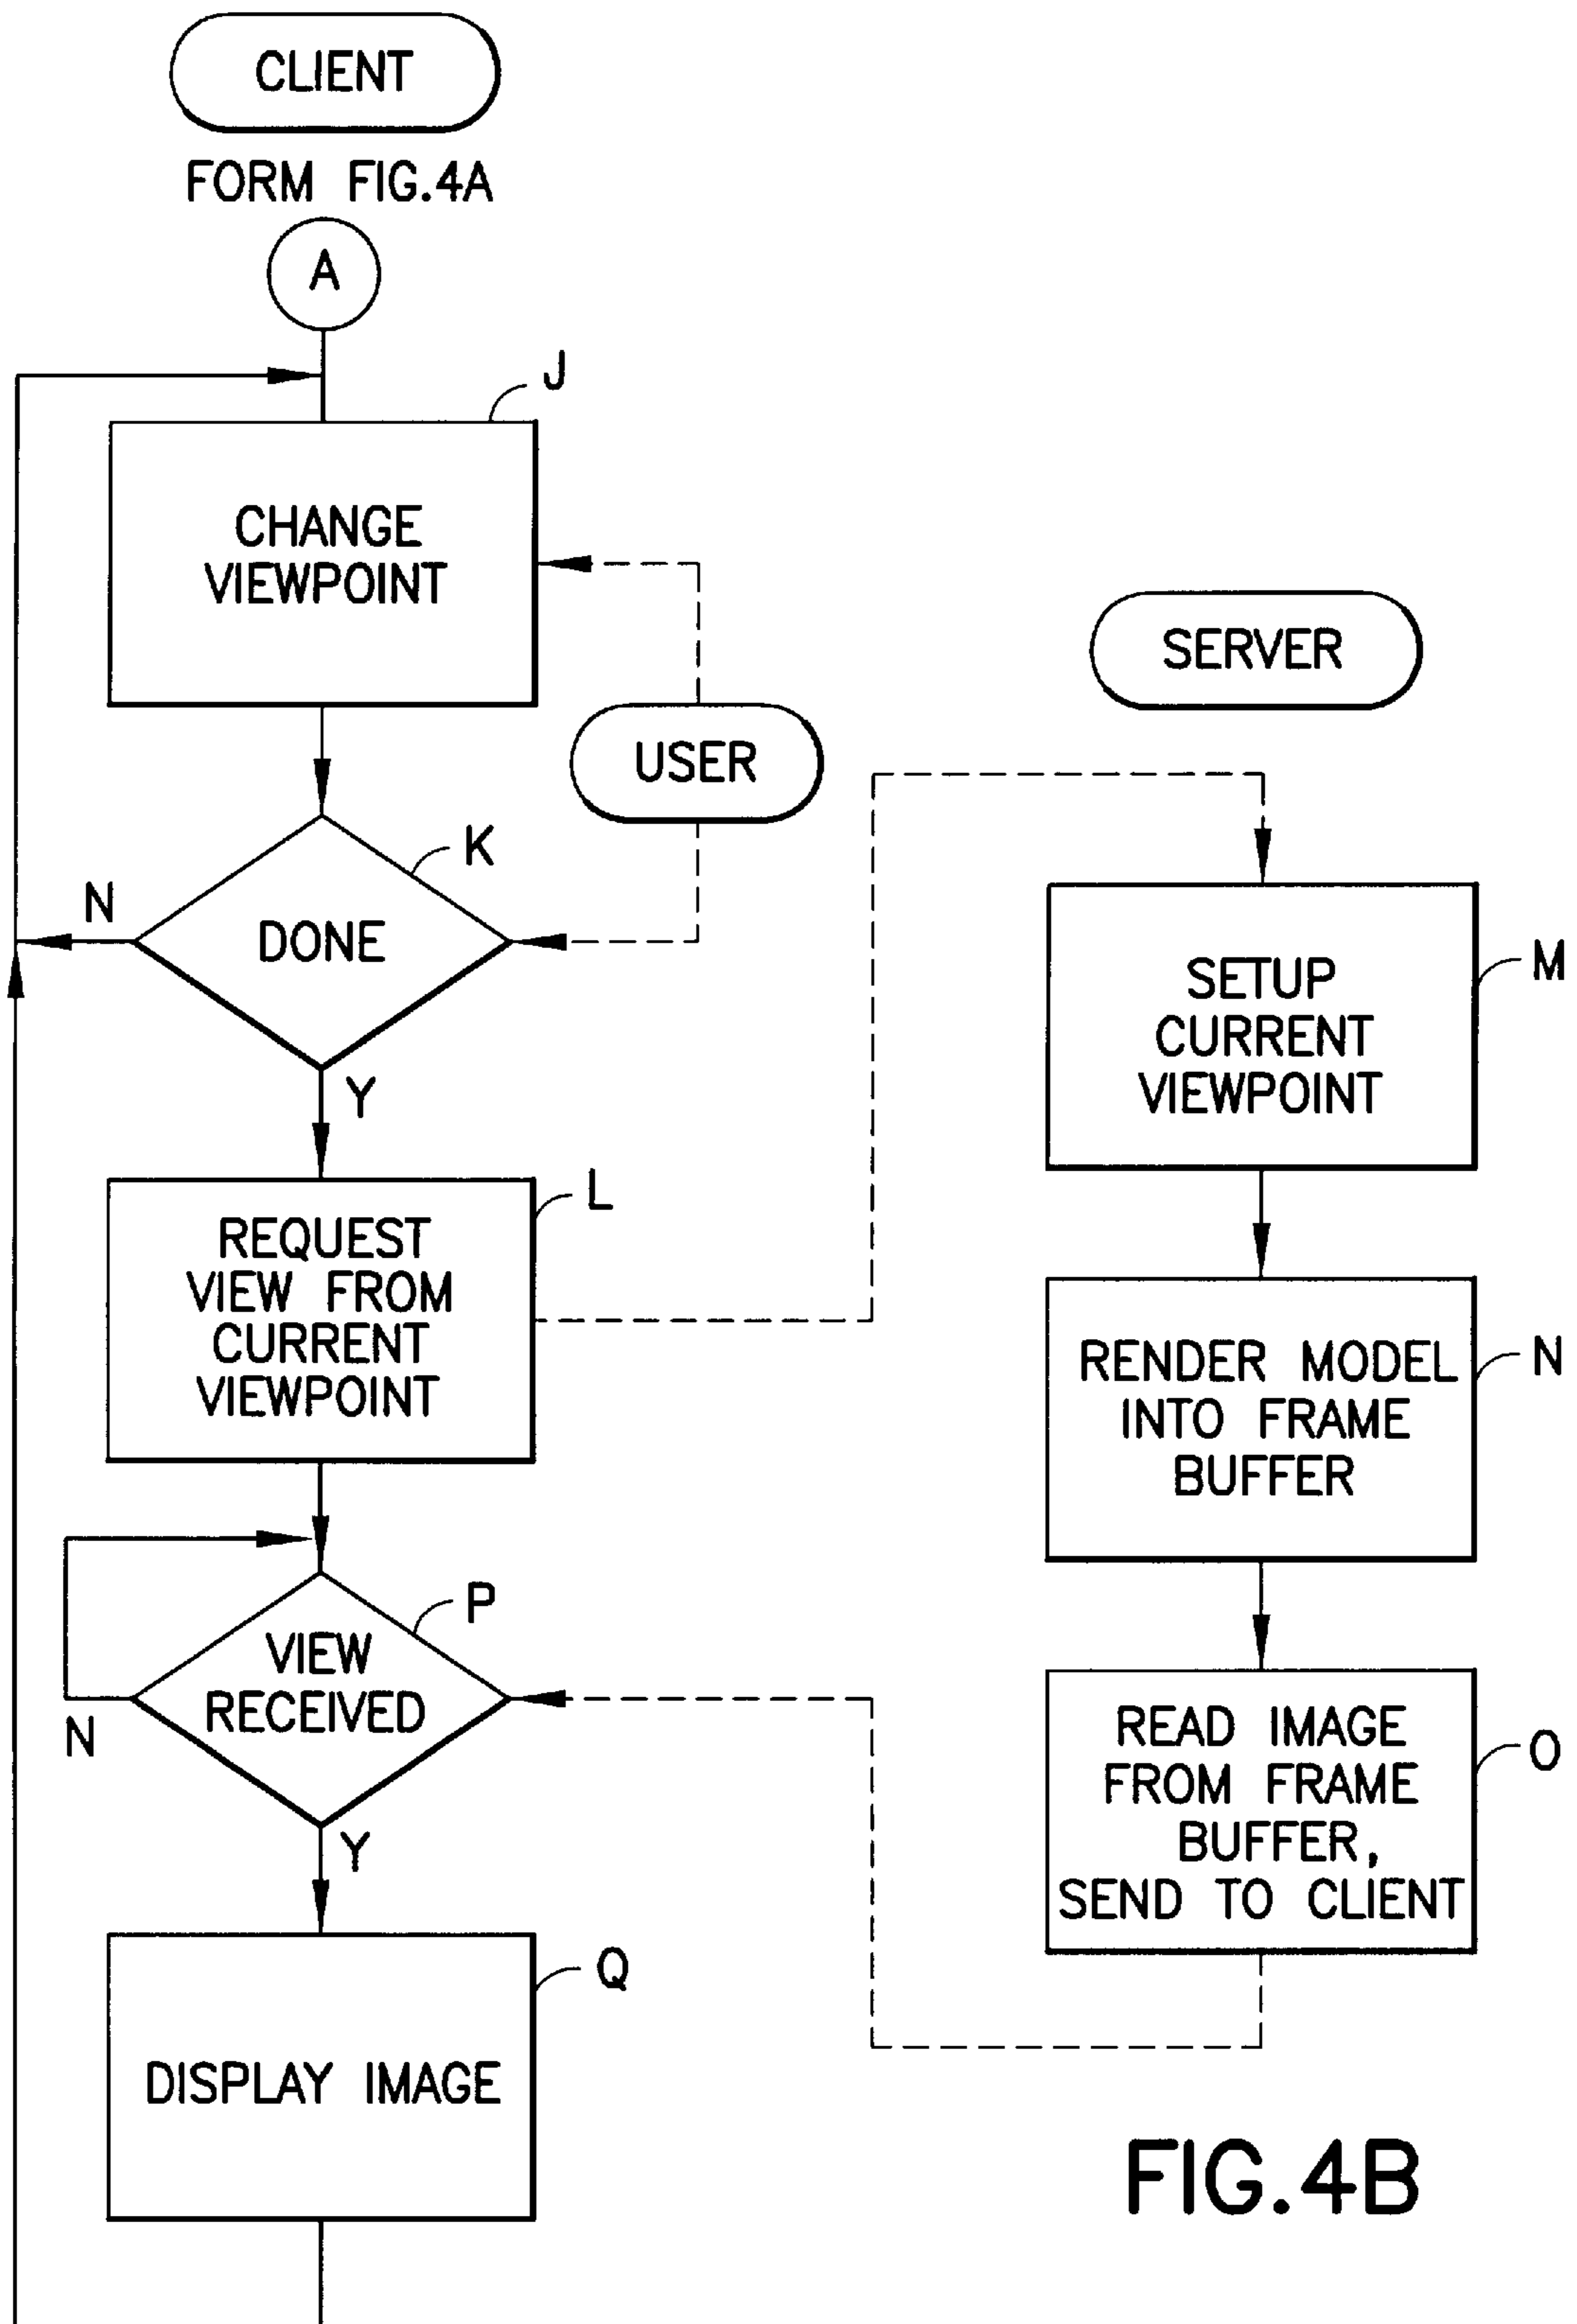 CLIENT
FORM FIG.4A
A
J
CHANGE
VIEWPOINT
USER
K
N
DONE
Y
L
REQUEST
VIEW FROM
CURRENT
VIEWPOINT
P
VIEW
RECEIVED
N
Y
Q
DISPLAY IMAGE
SERVER
M
SETUP
CURRENT
VIEWPOINT
N
RENDER MODEL
INTO FRAME
BUFFER
O
READ IMAGE
FROM FRAME
BUFFER,
SEND TO CLIENT
FIG.4B